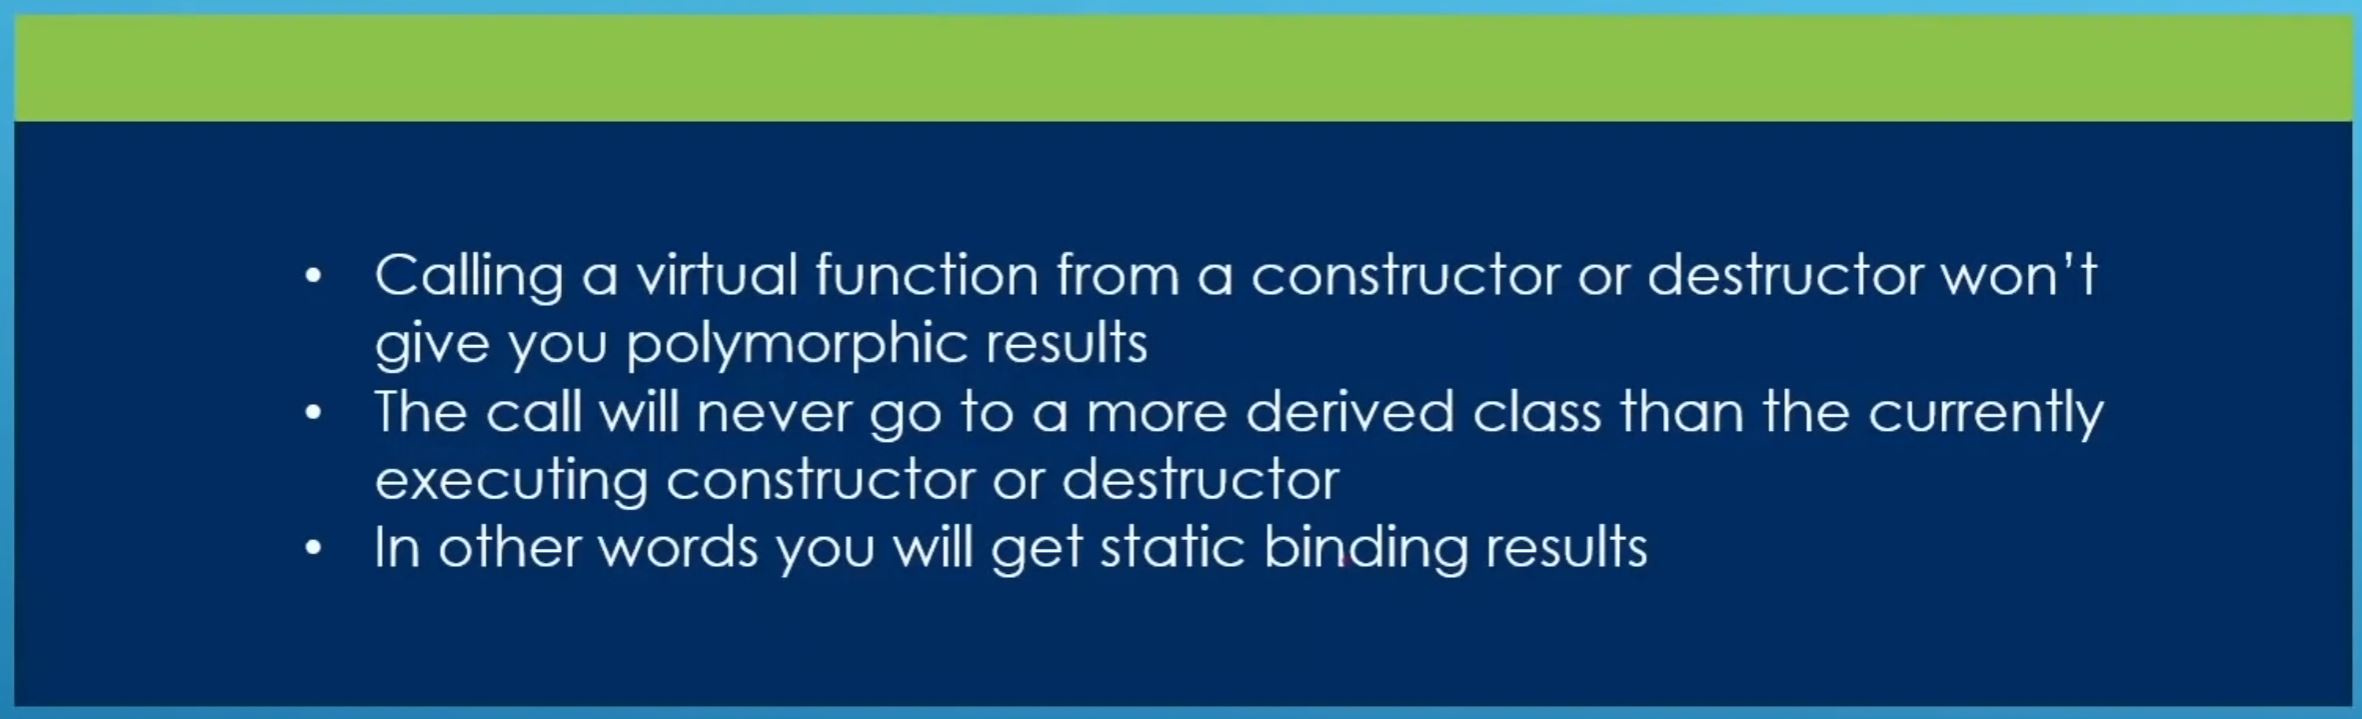 • Calling a virtual function from a constructor or destructor won't
give you polymorphic results
• The call will never go to a more derived class than the currently
executing constructor or destructor
• In other words you will get static binding results